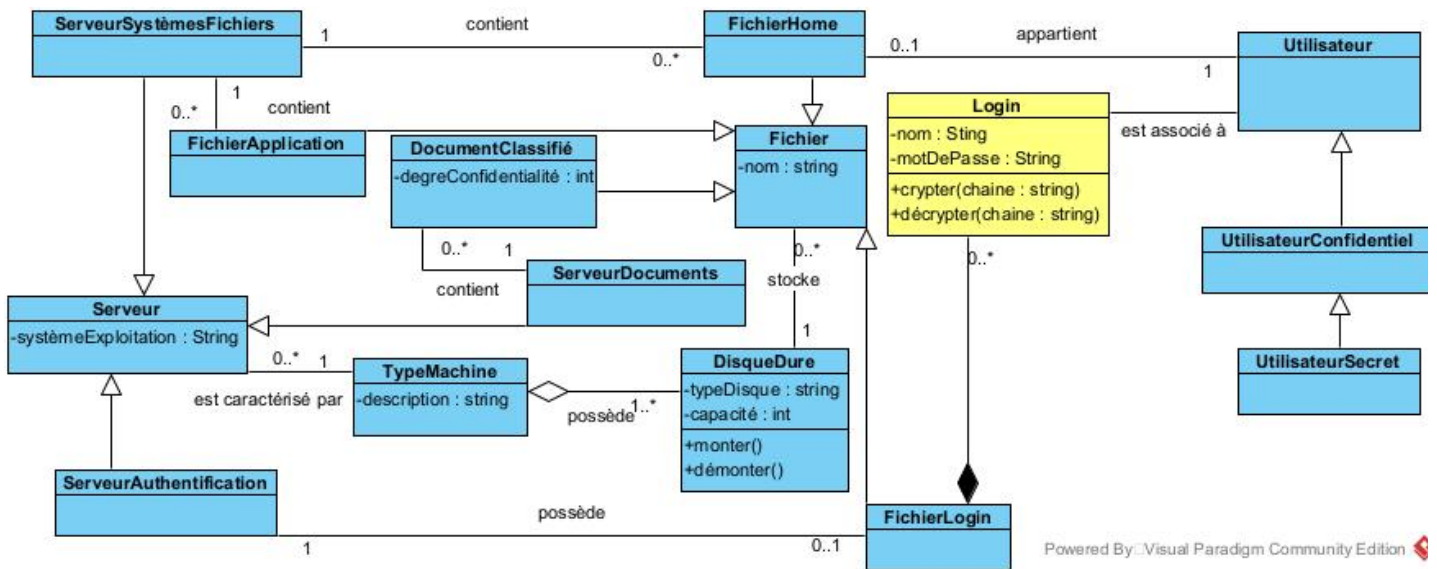 ServeurSystèmesFichiers
1
contient
0..*
FichierHome
0..1
appartient
1
Utilisateur
0..*
1
contient
FichierApplication
DocumentClassifié
-degreConfidentialité : int
Fichier
-nom : string
Login
-nom : Sting
-motDePasse : String
+crypter(chaine : string)
+décrypter(chaine : string)
est associé à
0..*
1
contient
ServeurDocuments
0..*
stocke
1
0..*
UtilisateurConfidentiel
Serveur
-systèmeExploitation : String
0..*
1
est caractérisé par
TypeMachine
-description : string
possède
1..*
DisqueDure
-typeDisque : string
-capacité : int
+monter()
+démonter()
UtilisateurSecret
ServeurAuthentification
1
possède
0..1
FichierLogin
Powered By Visual Paradigm Community Edition